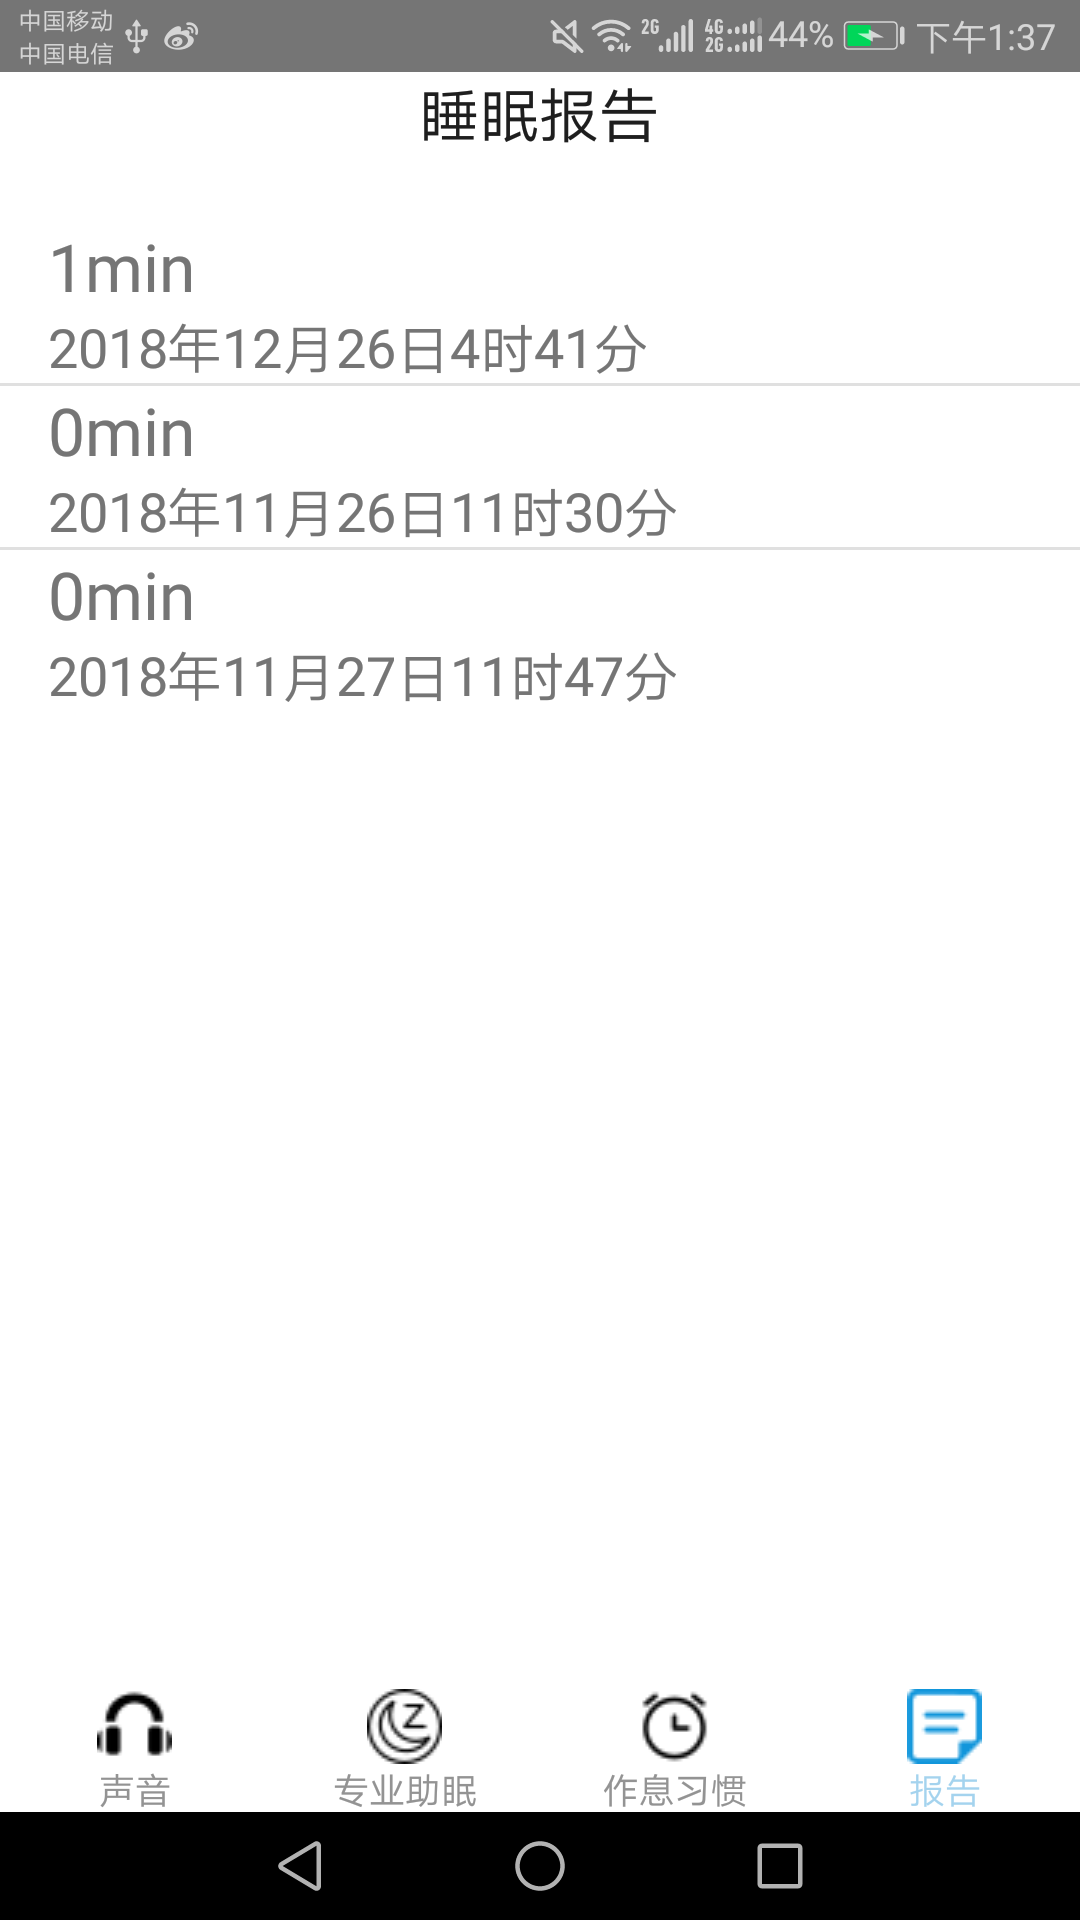 中国移动
中国电信
2G 4G 2G 44% 下午1:37
睡眠报告
1min
2018年12月26日4时41分
0min
2018年11月26日11时30分
0min
2018年11月27日11时47分
声音 专业助眠 作息习惯 报告